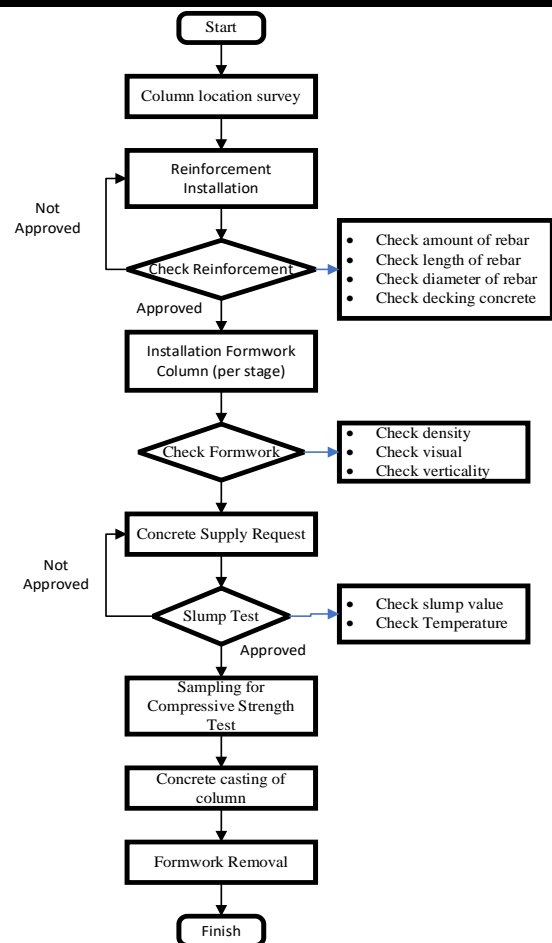 Start
Column location survey
Reinforcement
Installation
Not
Approved
Check Reinforcement
• Check amount of rebar
• Check length of rebar
• Check diameter of rebar
• Check decking concrete
Approved
Installation Formwork
Column (per stage)
Check Formwork
• Check density
• Check visual
• Check verticality
Concrete Supply Request
Not
Approved
Slump Test
• Check slump value
• Check Temperature
Approved
Sampling for
Compressive Strength
Test
Concrete casting of
column
Formwork Removal
Finish